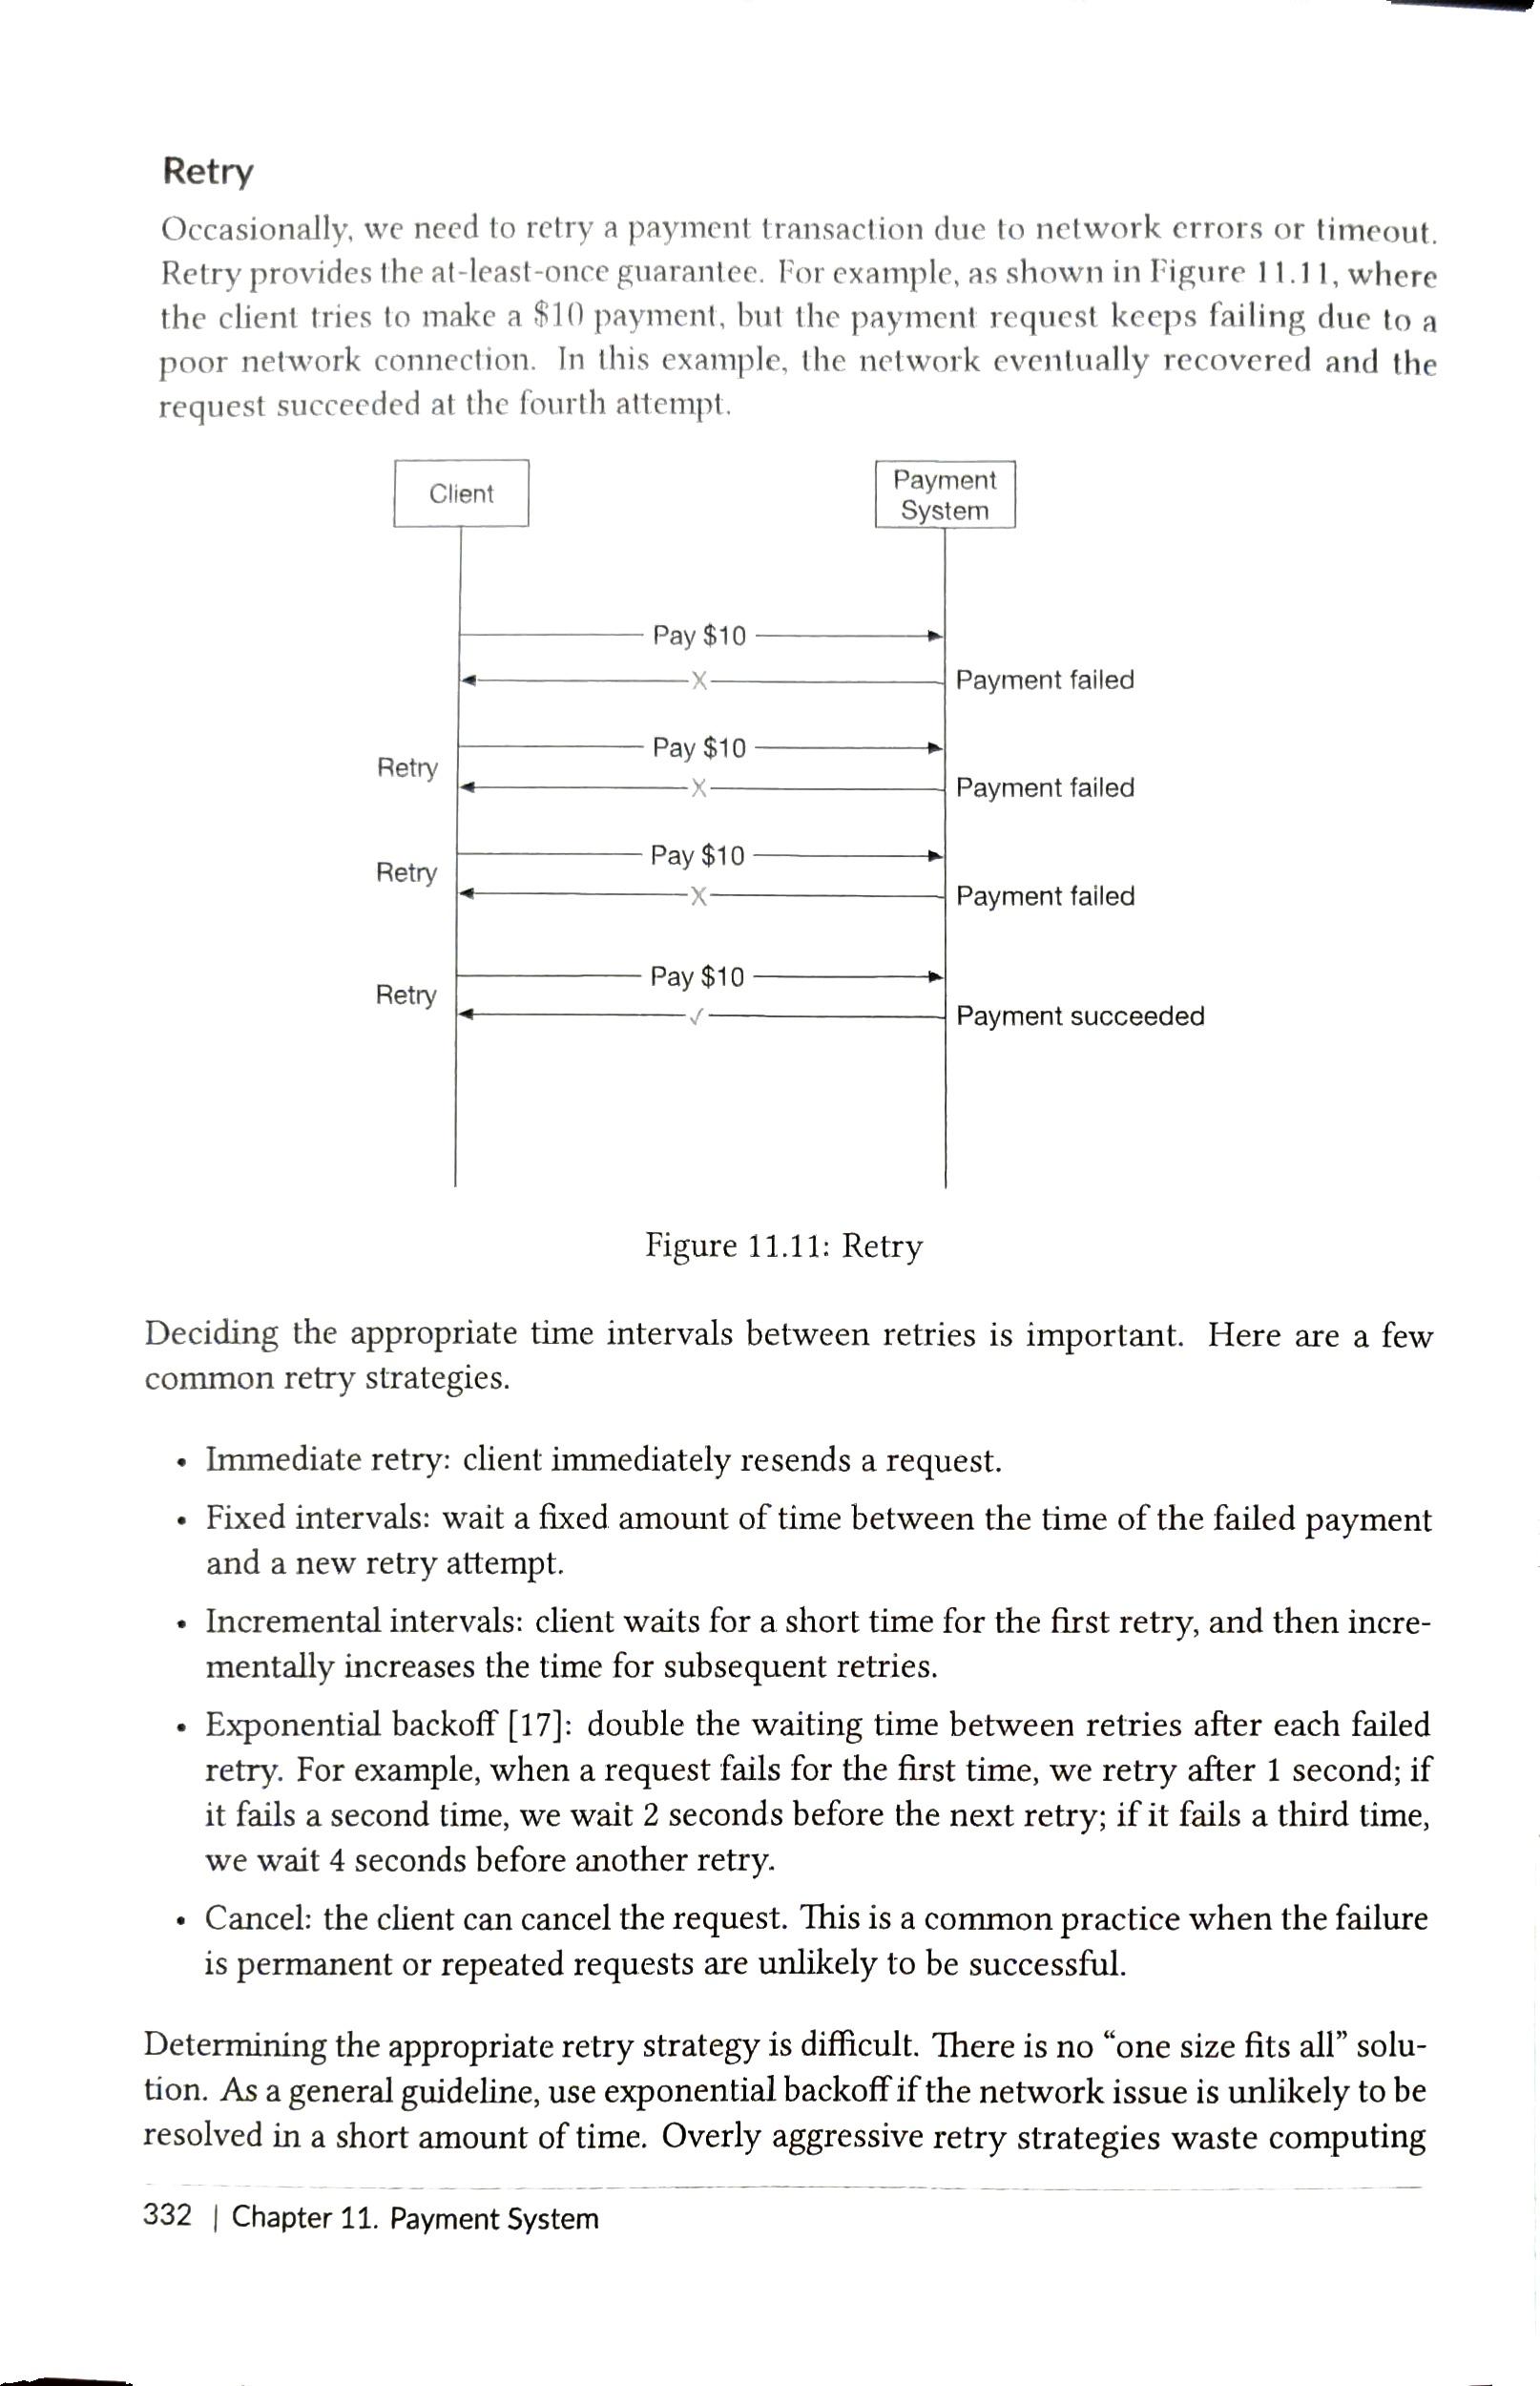 Retry
Occasionally, we need to retry a payment transaction due to network errors or timeout.
Retry provides the at-least-once guarantee. For example, as shown in Figure 11.11, where
the client tries to make a $10 payment, but the payment request keeps failing due to a
poor network connection. In this example, the network eventually recovered and the
request succeeded at the fourth attempt.
Client
Payment
System
Pay $10
X
Payment failed
Pay $10
Retry
X
Payment failed
Pay $10
Retry
X
Payment failed
Pay $10
Retry
✓
Payment succeeded
Figure 11.11: Retry
Deciding the appropriate time intervals between retries is important. Here are a few
common retry strategies.
• Immediate retry: client immediately resends a request.
• Fixed intervals: wait a fixed amount of time between the time of the failed payment
and a new retry attempt.
• Incremental intervals: client waits for a short time for the first retry, and then incre-
mentally increases the time for subsequent retries.
• Exponential backoff [17]: double the waiting time between retries after each failed
retry. For example, when a request fails for the first time, we retry after 1 second; if
it fails a second time, we wait 2 seconds before the next retry; if it fails a third time,
we wait 4 seconds before another retry.
• Cancel: the client can cancel the request. This is a common practice when the failure
is permanent or repeated requests are unlikely to be successful.
Determining the appropriate retry strategy is difficult. There is no “one size fits all” solu-
tion. As a general guideline, use exponential backoff if the network issue is unlikely to be
resolved in a short amount of time. Overly aggressive retry strategies waste computing
332 | Chapter 11. Payment System